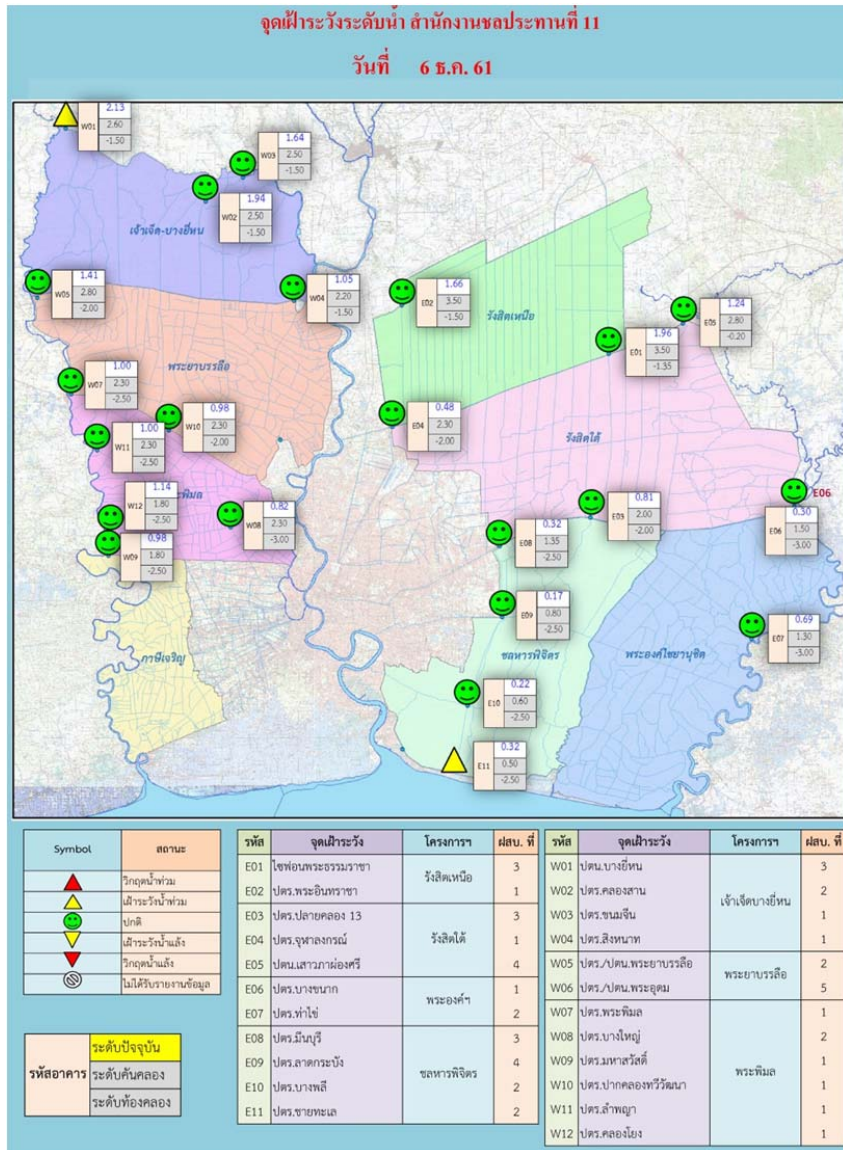 จุดเฝ้าระวังระดับน้ำ สำนักงานชลประทานที่ 11
วันที่ 6 ธ.ค. 61
W01 2.13 2.60 -1.50
W03 1.64 2.50 -1.50
W02 1.94 2.50 -1.50
เจ้าเจ็ด-บางยี่หน
W05 1.41 2.80 -2.00
W04 1.05 2.20 -1.50
E02 1.66 3.50 -1.50
รังสิตเหนือ
E05 1.24 2.80 -0.20
E01 1.96 3.50 -1.35
พระยาบรรลือ
W07 1.00 2.30 -2.50
W10 0.98 2.30 -2.00
W11 1.00 2.30 -2.50
E04 0.48 2.30 -2.00
รังสิตใต้
W12 1.14 1.80 -2.50
W08 0.82 2.30 -3.00
W09 0.98 1.80 -2.50
E03 0.81 2.00 -2.00
E06
E06 0.30 1.50 -3.00
E08 0.32 1.35 -2.50
E09 0.17 0.80 -2.50
E07 0.69 1.30 -3.00
ภาษีเจริญ
ชลหารพิจิตร
พระองค์ไชยานุชิต
E10 0.22 0.60 -2.50
E11 0.32 0.50 -2.50
Symbol สถานะ
วิกฤตน้ำท่วม
เฝ้าระวังน้ำท่วม
ปกติ
เฝ้าระวังน้ำแล้ง
วิกฤตน้ำแล้ง
ไม่ได้รับรายงานข้อมูล
รหัสอาคาร
ระดับปัจจุบัน
ระดับคันคลอง
ระดับท้องคลอง
รหัส จุดเฝ้าระวัง โครงการฯ ฝสบ. ที่
E01 ไซฟ่อนพระธรรมราชา รังสิตเหนือ 3
E02 ปตร.พระอินทราชา 1
E03 ปตร.ปลายคลอง 13 รังสิตใต้ 3
E04 ปตร.จุฬาลงกรณ์ 1
E05 ปตน.เสาวภาผ่องศรี 4
E06 ปตร.บางขนาก พระองค์ฯ 1
E07 ปตร.ท่าไข่ 2
E08 ปตร.มีนบุรี ชลหารพิจิตร 3
E09 ปตร.ลาดกระบัง 4
E10 ปตร.บางพลี 2
E11 ปตร.ชายทะเล 2
รหัส จุดเฝ้าระวัง โครงการฯ ฝสบ. ที่
W01 ปตน.บางยี่หน เจ้าเจ็ดบางยี่หน 3
W02 ปตร.คลองสาน 2
W03 ปตร.ขนมจีน 1
W04 ปตร.สิงหนาท 1
W05 ปตร./ปตน.พระยาบรรลือ พระยาบรรลือ 2
W06 ปตร./ปตน.พระอุดม 5
W07 ปตร.พระพิมล พระพิมล 1
W08 ปตร.บางใหญ่ 2
W09 ปตร.มหาสวัสดิ์ 1
W10 ปตร.ปากคลองทวีวัฒนา 1
W11 ปตร.ลำพญา 1
W12 ปตร.คลองโยง 1